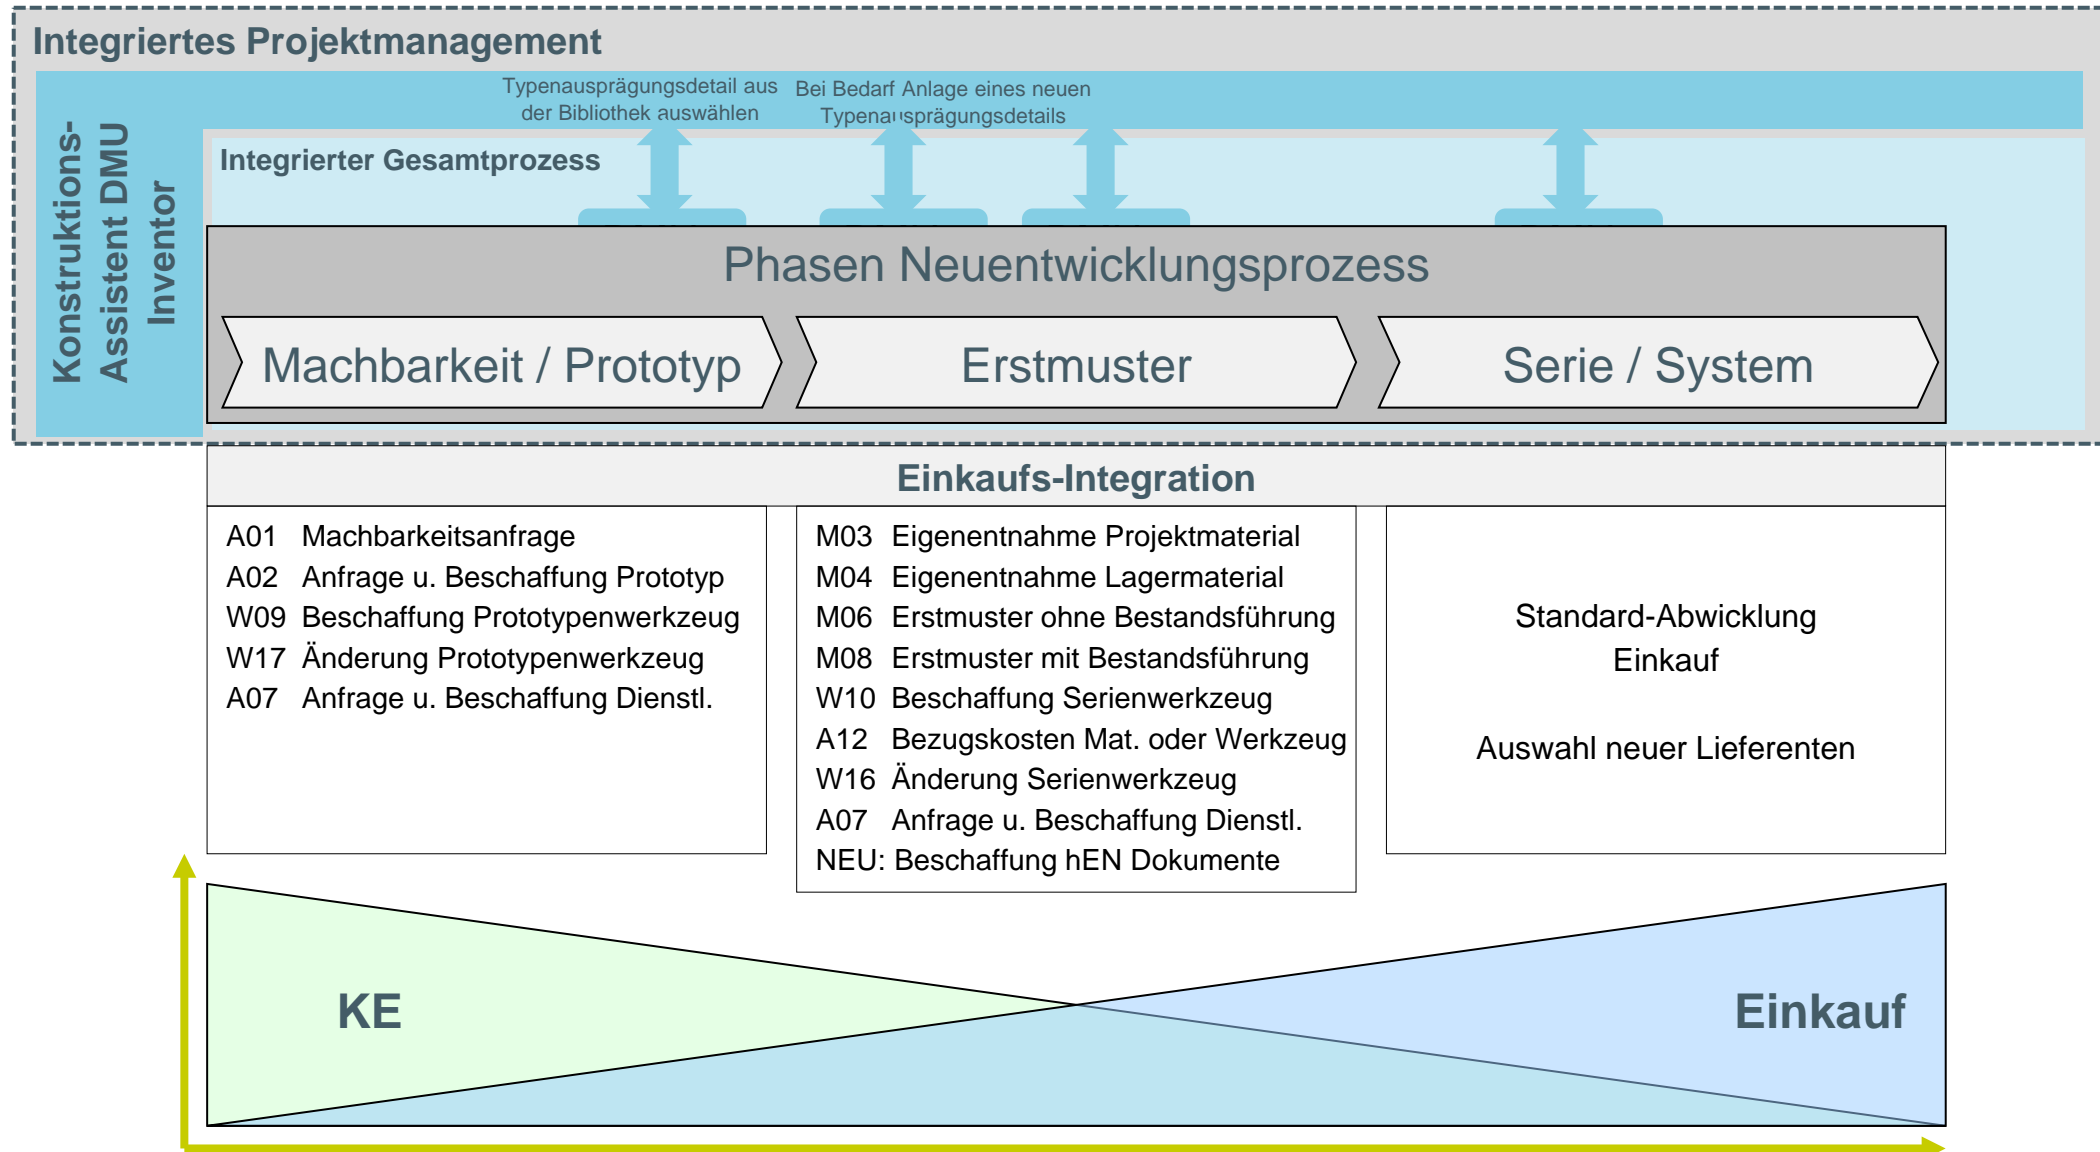 Integriertes Projektmanagement
Typenausprägungsdetail aus
der Bibliothek auswählen
Bei Bedarf Anlage eines neuen
Typenausprägungsdetails
Konstruktions-
Assistent DMU
Inventor
Integrierter Gesamtprozess
Phasen Neuentwicklungsprozess
Machbarkeit / Prototyp
Erstmuster
Serie / System
Einkaufs-Integration
A01 Machbarkeitsanfrage
A02 Anfrage u. Beschaffung Prototyp
W09 Beschaffung Prototypenwerkzeug
W17 Änderung Prototypenwerkzeug
A07 Anfrage u. Beschaffung Dienstl.
M03 Eigenentnahme Projektmaterial
M04 Eigenentnahme Lagermaterial
M06 Erstmuster ohne Bestandsführung
M08 Erstmuster mit Bestandsführung
W10 Beschaffung Serienwerkzeug
A12 Bezugskosten Mat. oder Werkzeug
W16 Änderung Serienwerkzeug
A07 Anfrage u. Beschaffung Dienstl.
NEU: Beschaffung hEN Dokumente
Standard-Abwicklung
Einkauf
Auswahl neuer Lieferenten
KE
Einkauf